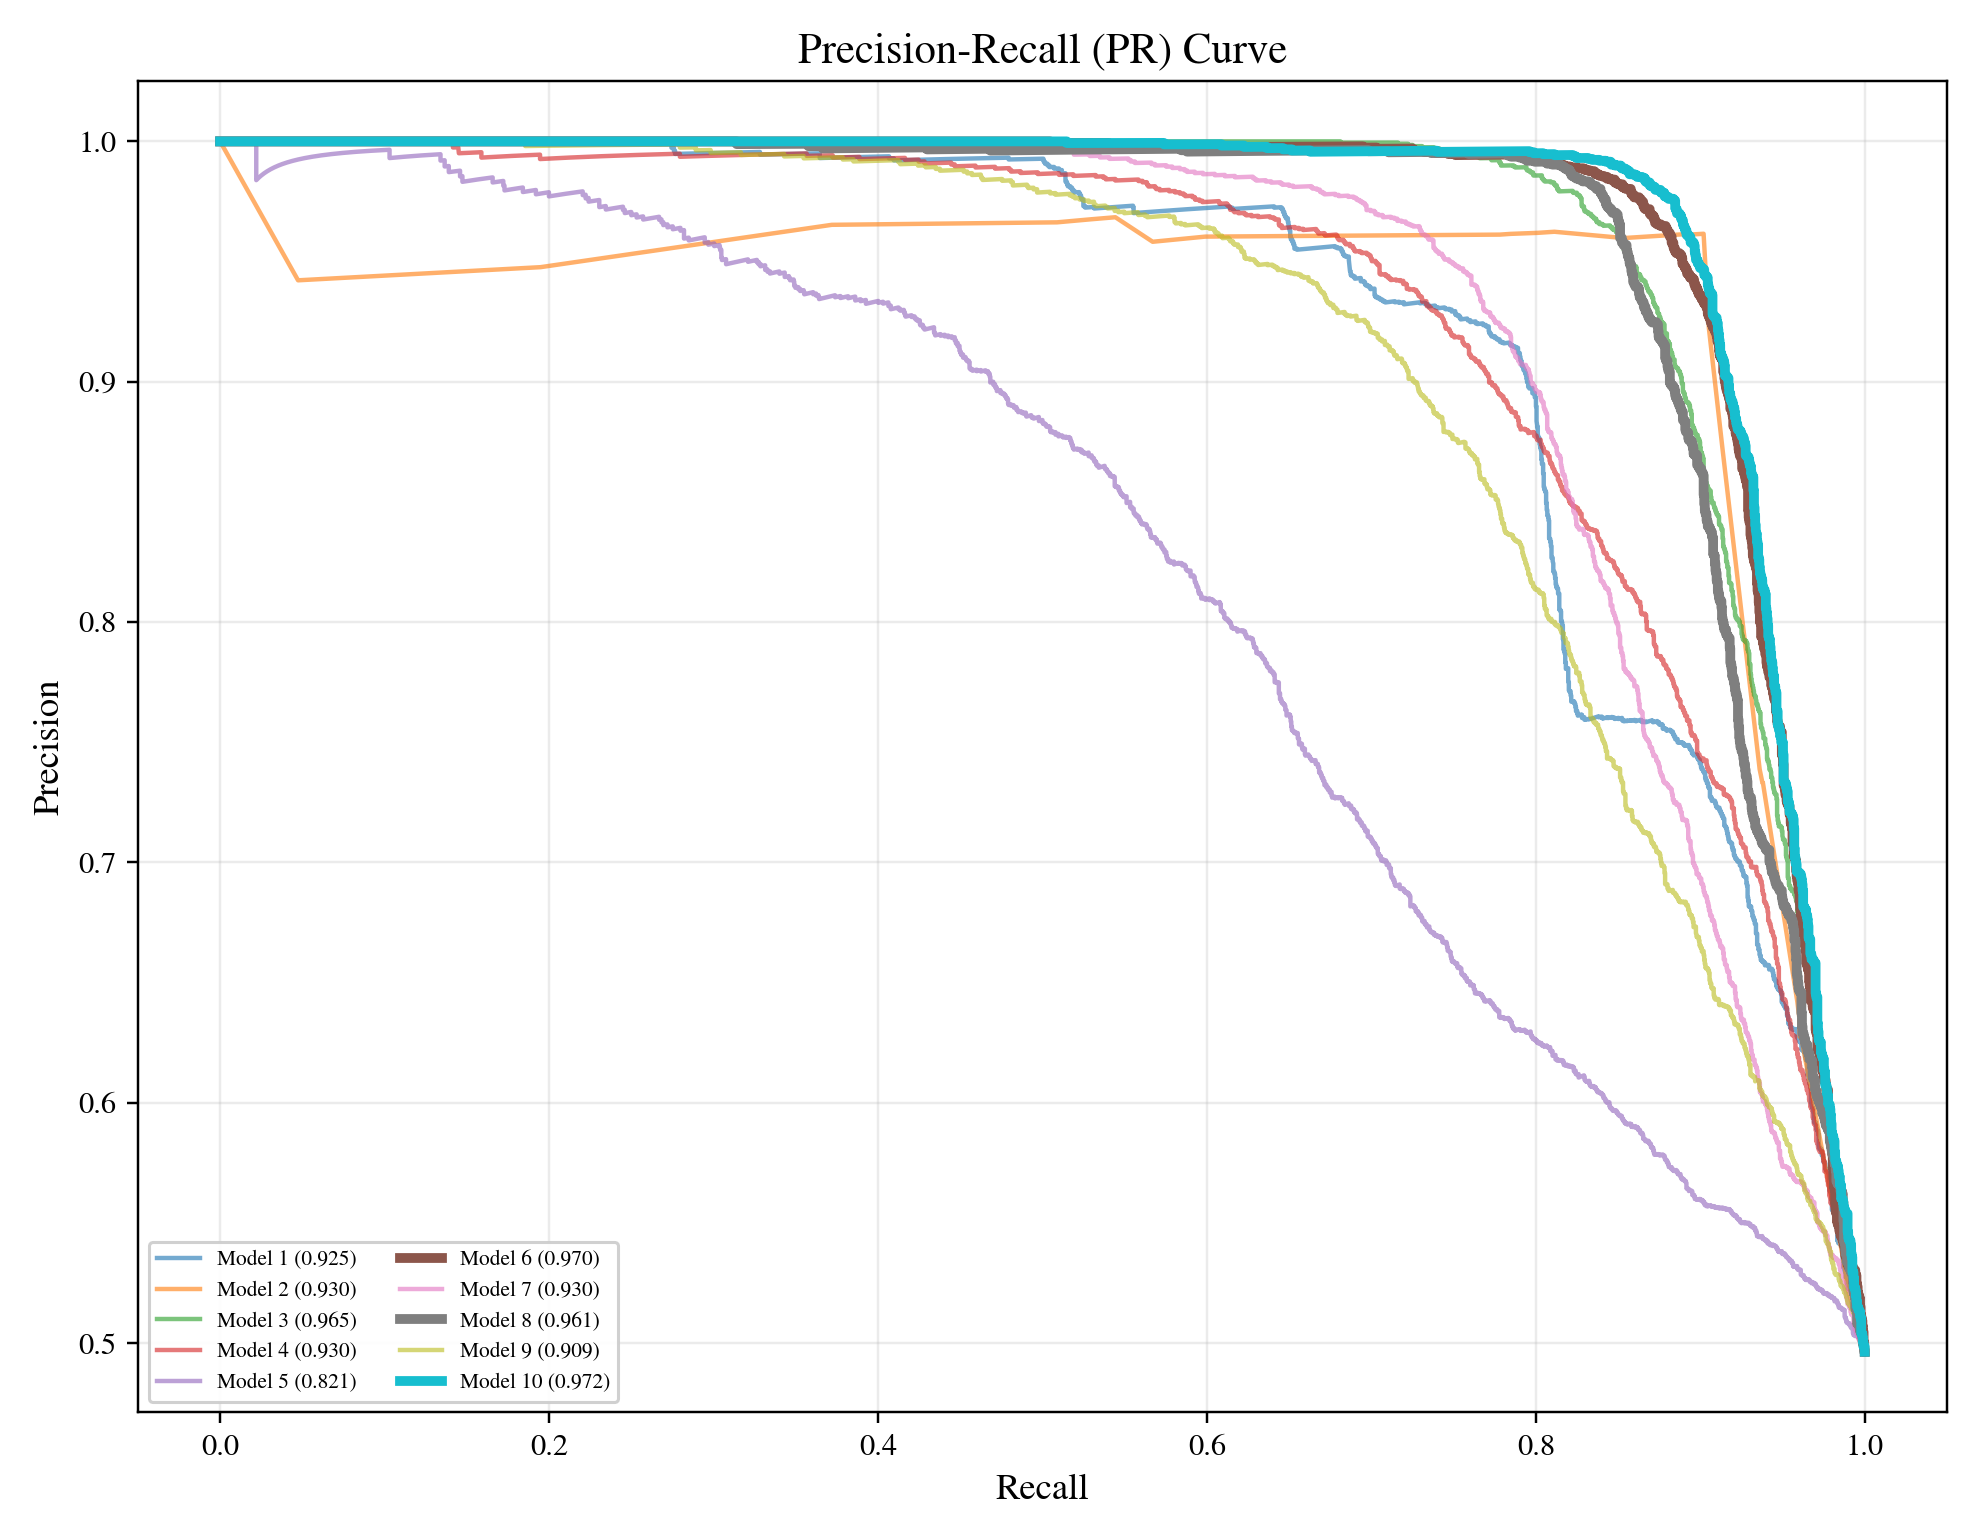 Precision-Recall (PR) Curve
1.0
0.9
0.8
0.7
0.6
0.5
Precision
Model 1 (0.925)
Model 2 (0.930)
Model 3 (0.965)
Model 4 (0.930)
Model 5 (0.821)
Model 6 (0.970)
Model 7 (0.930)
Model 8 (0.961)
Model 9 (0.909)
Model 10 (0.972)
0.0
0.2
0.4
0.6
0.8
1.0
Recall